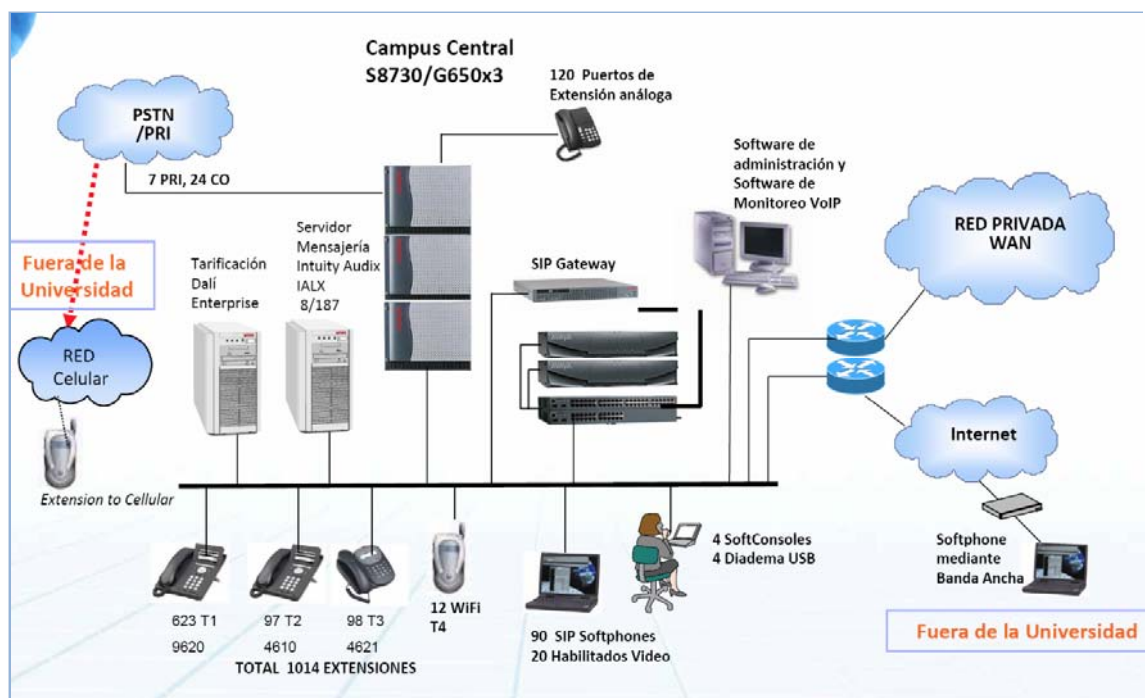 Campus Central
S8730/G650x3
120 Puertos de
Extensión análoga
PSTN
/PRI
7 PRI, 24 CO
Software de
administración y
Software de
Monitoreo VoIP
RED PRIVADA
WAN
Fuera de la
Universidad
Tarificación
Dalí
Enterprise
Servidor
Mensajería
Intuity Audix
IALX
8/187
SIP Gateway
RED
Celular
Internet
Extension to Cellular
Softphone
mediante
Banda Ancha
4 SoftConsoles
4 Diadema USB
12 WiFi
T4
623 T1
9620
97 T2
4610
98 T3
4621
TOTAL 1014 EXTENSIONES
90 SIP Softphones
20 Habilitados Video
Fuera de la Universidad